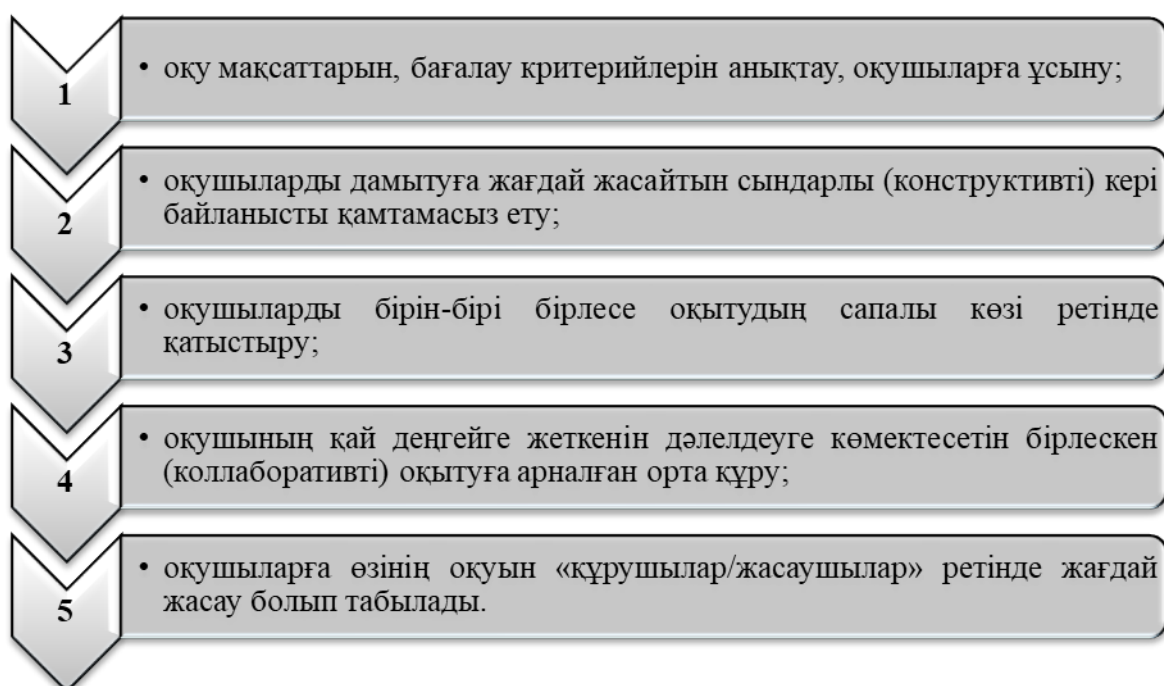 1
• оқу мақсаттарын, бағалау критерийлерін анықтау, оқушыларға ұсыну;
2
• оқушыларды дамытуға жағдай жасайтын сындарлы (конструктивті) кері
байланысты қамтамасыз ету;
3
• оқушыларды бірін-бірі бірлесе оқытудың сапалы көзі ретінде
қатыстыру;
4
• оқушының қай деңгейге жеткенін дәлелдеуге көмектесетін бірлескен
(коллаборативті) оқытуға арналған орта құру;
5
• оқушыларға өзінің оқуын «құрушылар/жасаушылар» ретінде жағдай
жасау болып табылады.